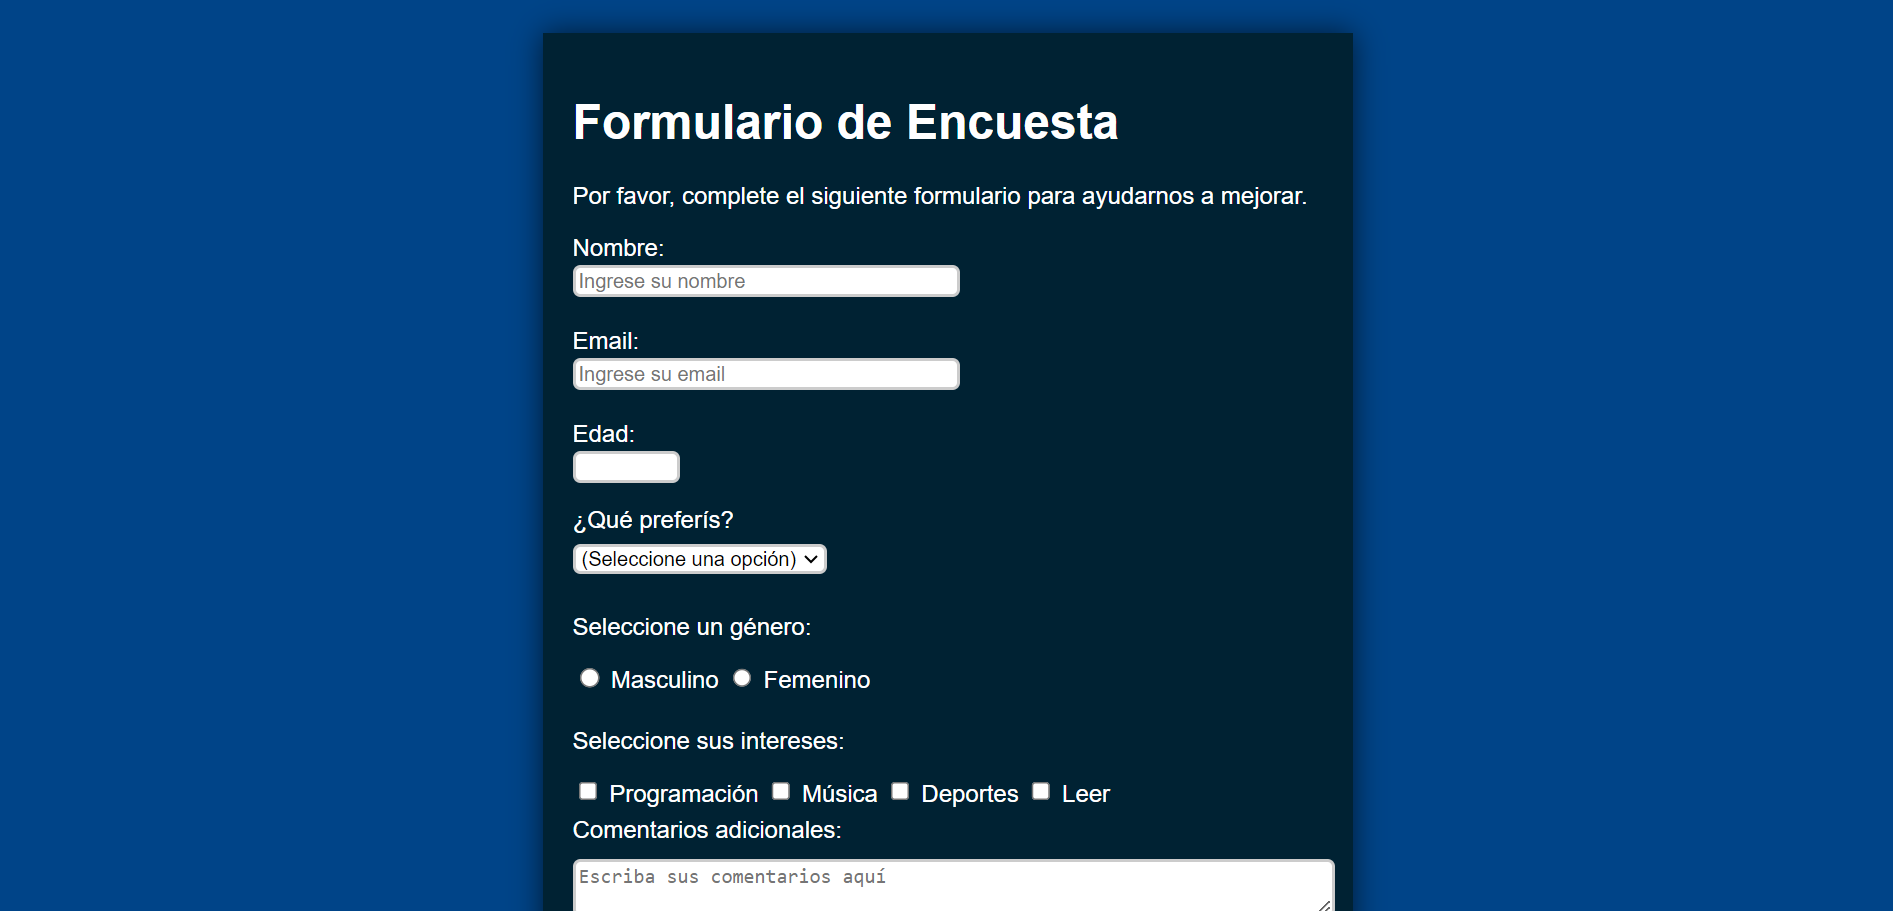 Formulario de Encuesta
Por favor, complete el siguiente formulario para ayudarnos a mejorar.
Nombre:
Ingrese su nombre
Email:
Ingrese su email
Edad:
¿Qué preferís?
(Seleccione una opción)
Seleccione un género:
Masculino Femenino
Seleccione sus intereses:
Programación Música Deportes Leer
Comentarios adicionales:
Escriba sus comentarios aquí